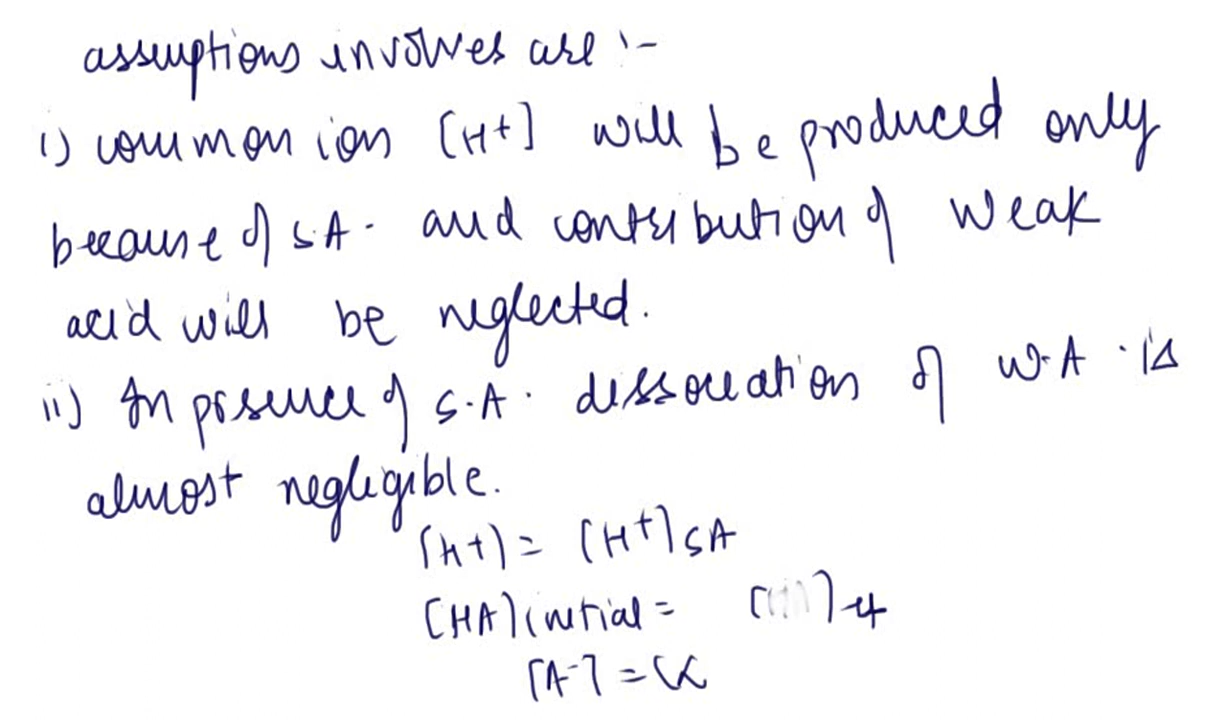 assuptions involves are :-
i) common ion [H+] will be produced only
because of S.A. and contribution of weak
acid will be neglected.
ii) In presence of S.A. dissociation of W.A. is
almost negligible.
[h+] = [H+]SA
[HA]initial = [ ]
[A-] = Cα